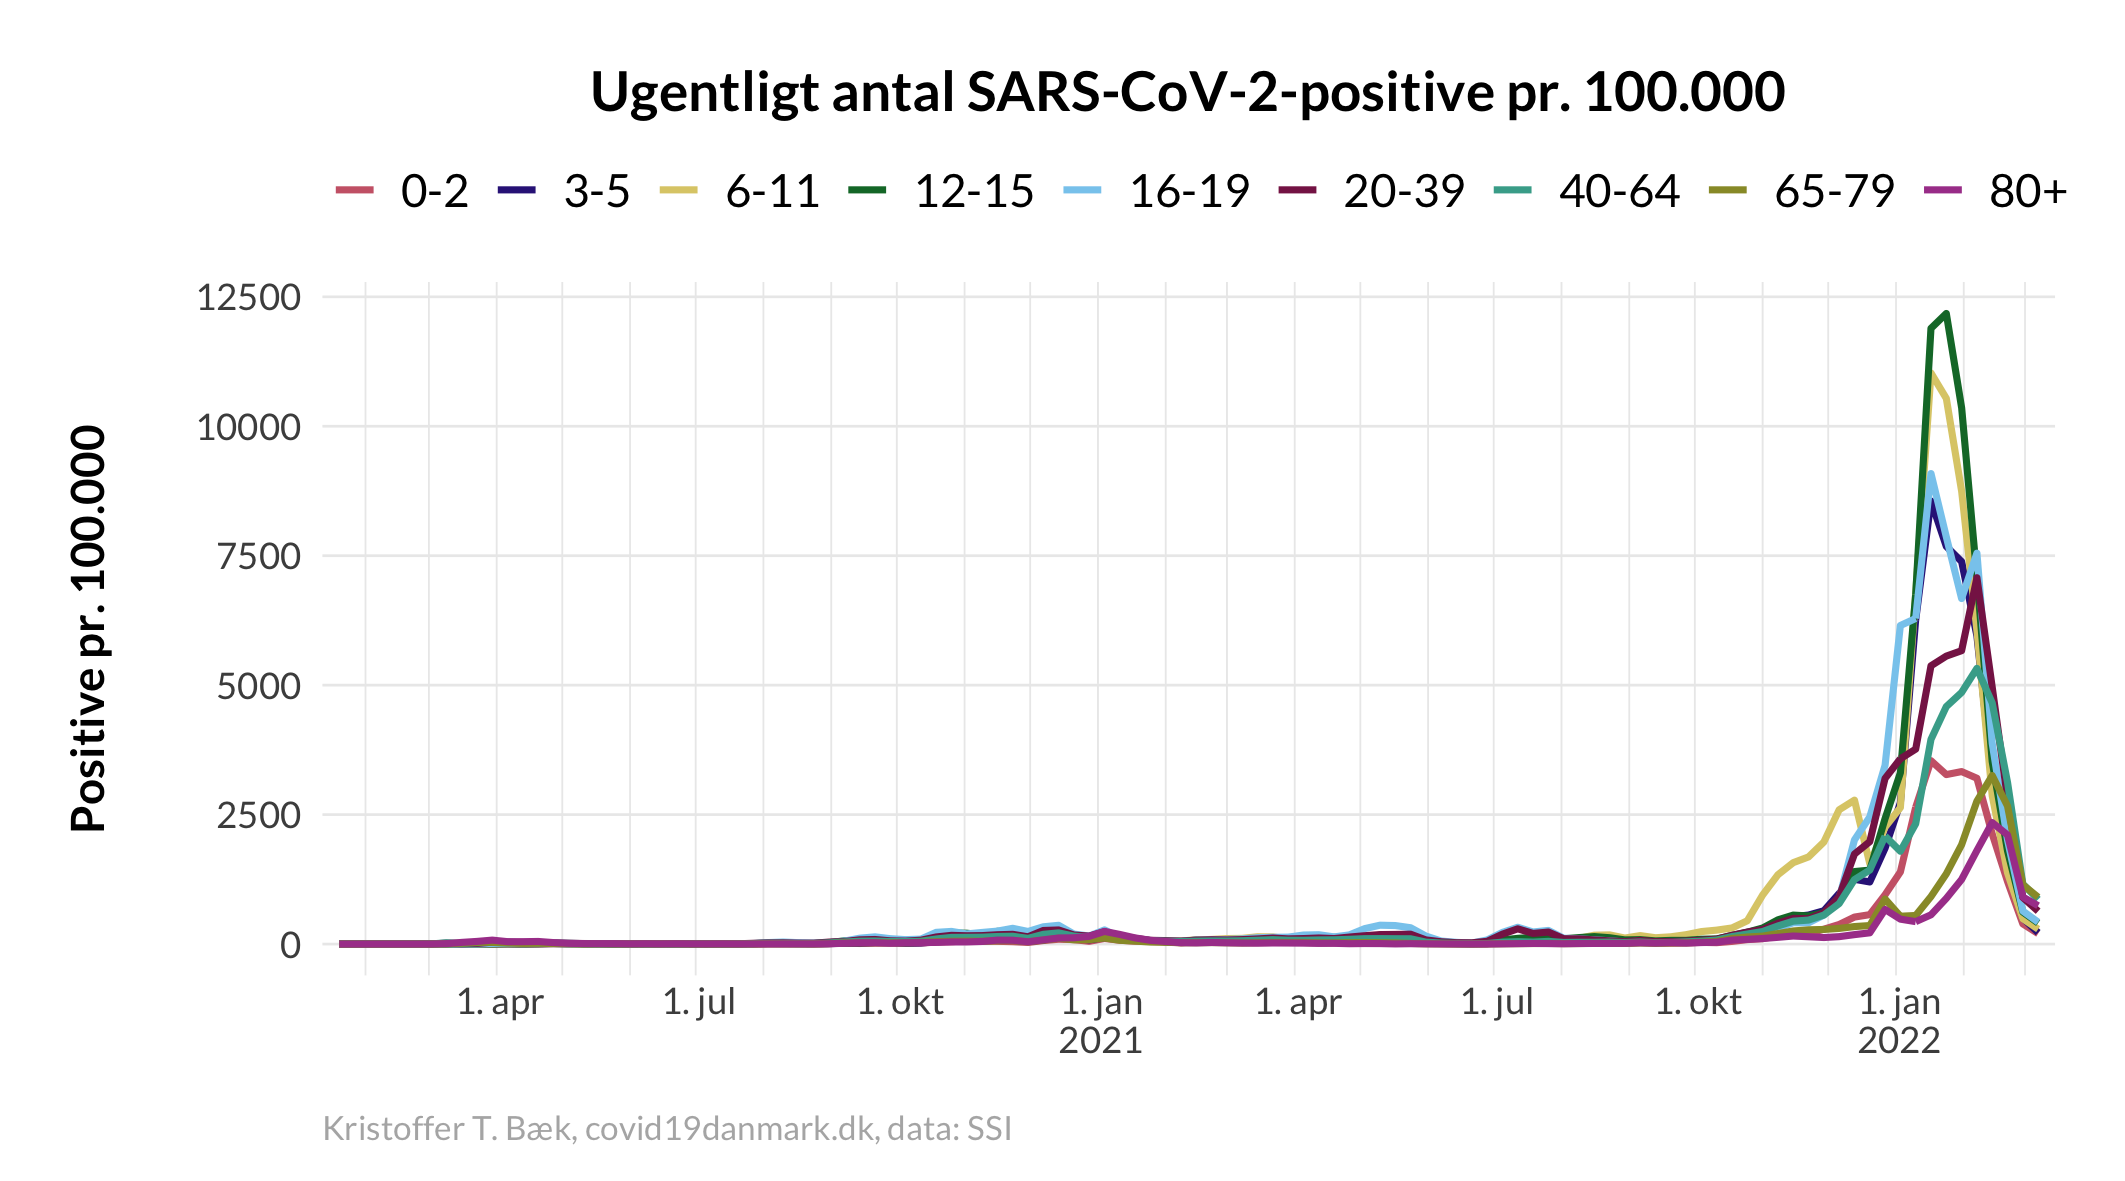 Ugentligt antal SARS-CoV-2-positive pr. 100.000
0-2 3-5 6-11 12-15 16-19 20-39 40-64 65-79 80+
Positive pr. 100.000
12500
10000
7500
5000
2500
0
1. apr 1. jul 1. okt 1. jan 1. apr 1. jul 1. okt 1. jan
2021 2022
Kristoffer T. Bæk, covid19danmark.dk, data: SSI